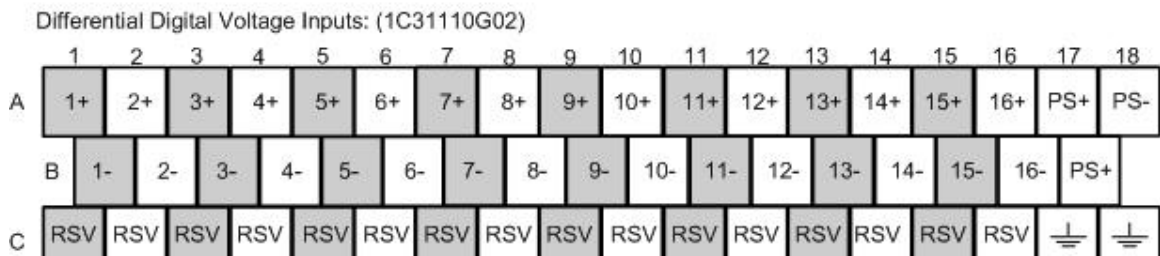 Differential Digital Voltage Inputs: (1C31110G02)
1 2 3 4 5 6 7 8 9 10 11 12 13 14 15 16 17 18
A 1+ 2+ 3+ 4+ 5+ 6+ 7+ 8+ 9+ 10+ 11+ 12+ 13+ 14+ 15+ 16+ PS+ PS-
B 1- 2- 3- 4- 5- 6- 7- 8- 9- 10- 11- 12- 13- 14- 15- 16- PS+
C RSV RSV RSV RSV RSV RSV RSV RSV RSV RSV RSV RSV RSV RSV RSV RSV